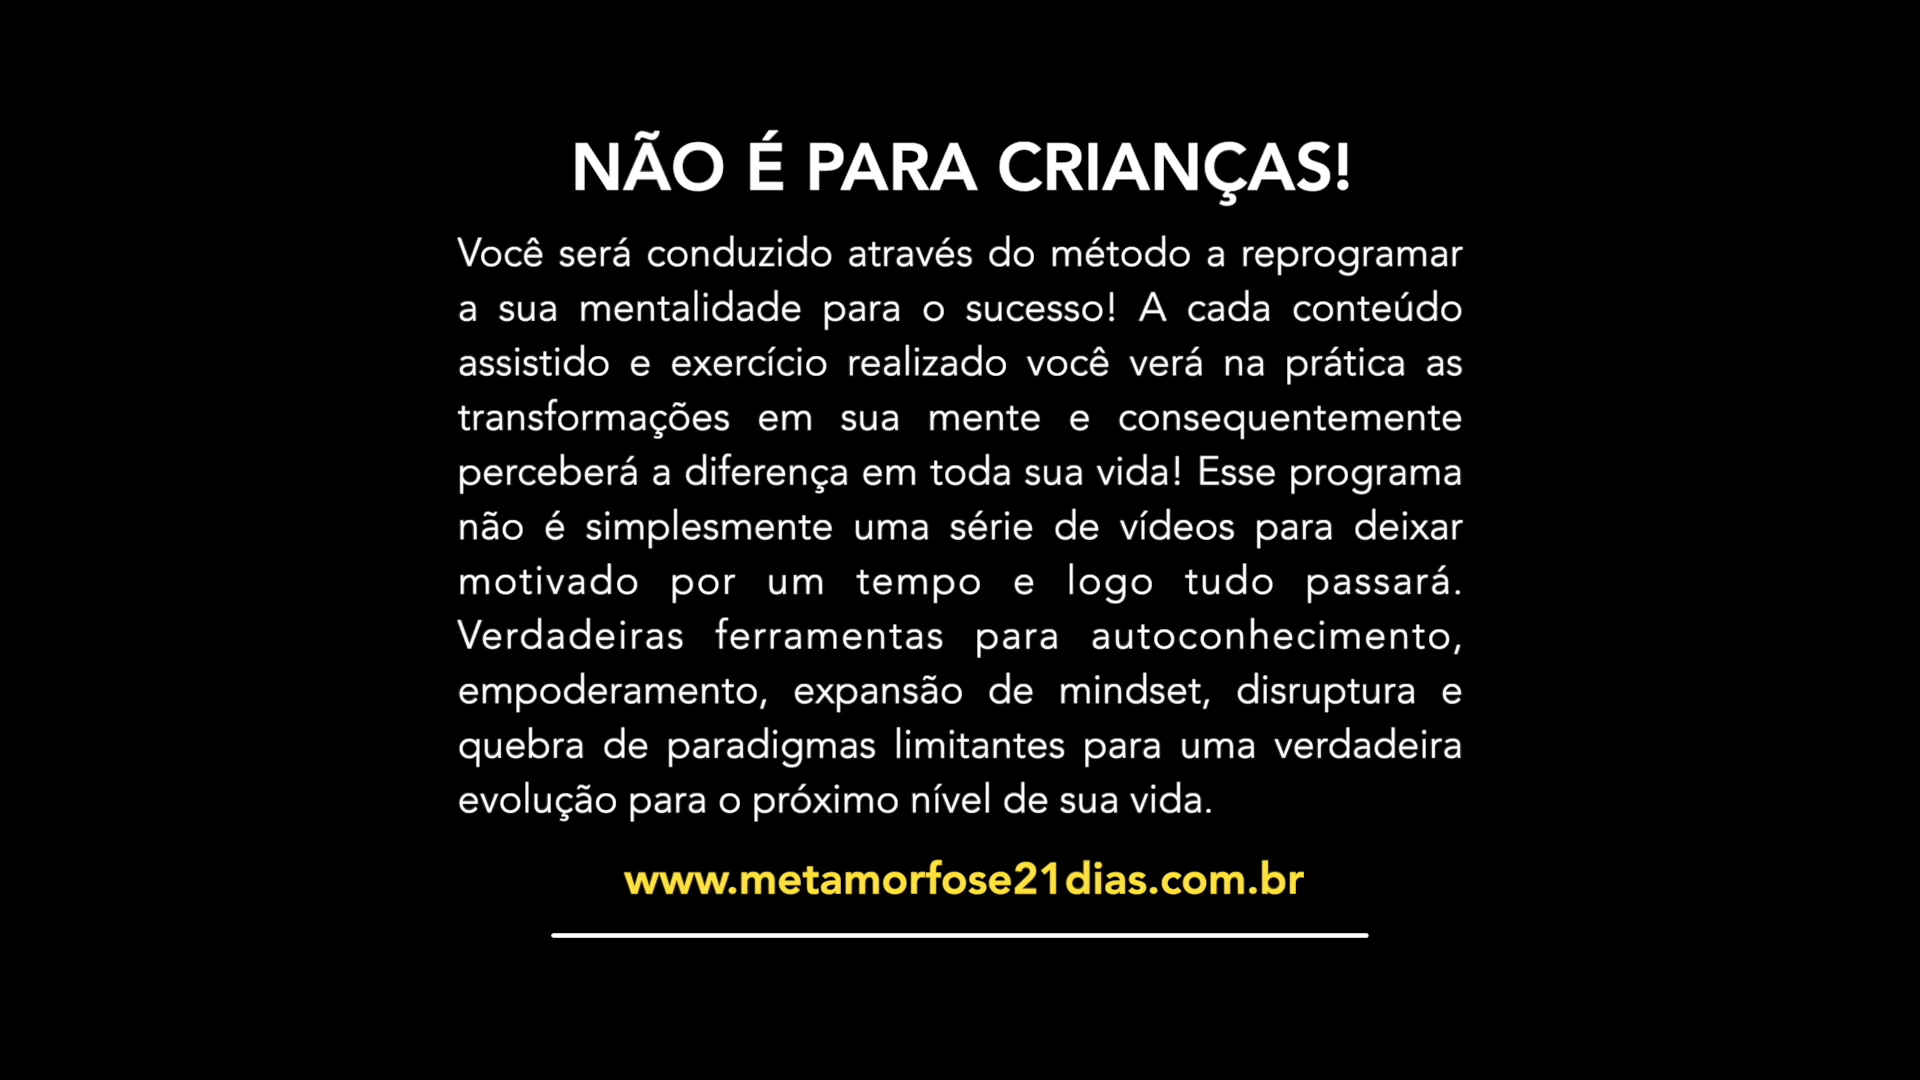 NÃO É PARA CRIANÇAS!
Você será conduzido através do método a reprogramar
a sua mentalidade para o sucesso! A cada conteúdo
assistido e exercício realizado você verá na prática as
transformações em sua mente e consequentemente
perceberá a diferença em toda sua vida! Esse programa
não é simplesmente uma série de vídeos para deixar
motivado por um tempo e logo tudo passará.
Verdadeiras ferramentas para autoconhecimento,
empoderamento, expansão de mindset, disruptura e
quebra de paradigmas limitantes para uma verdadeira
evolução para o próximo nível de sua vida.
www.metamorfose21dias.com.br